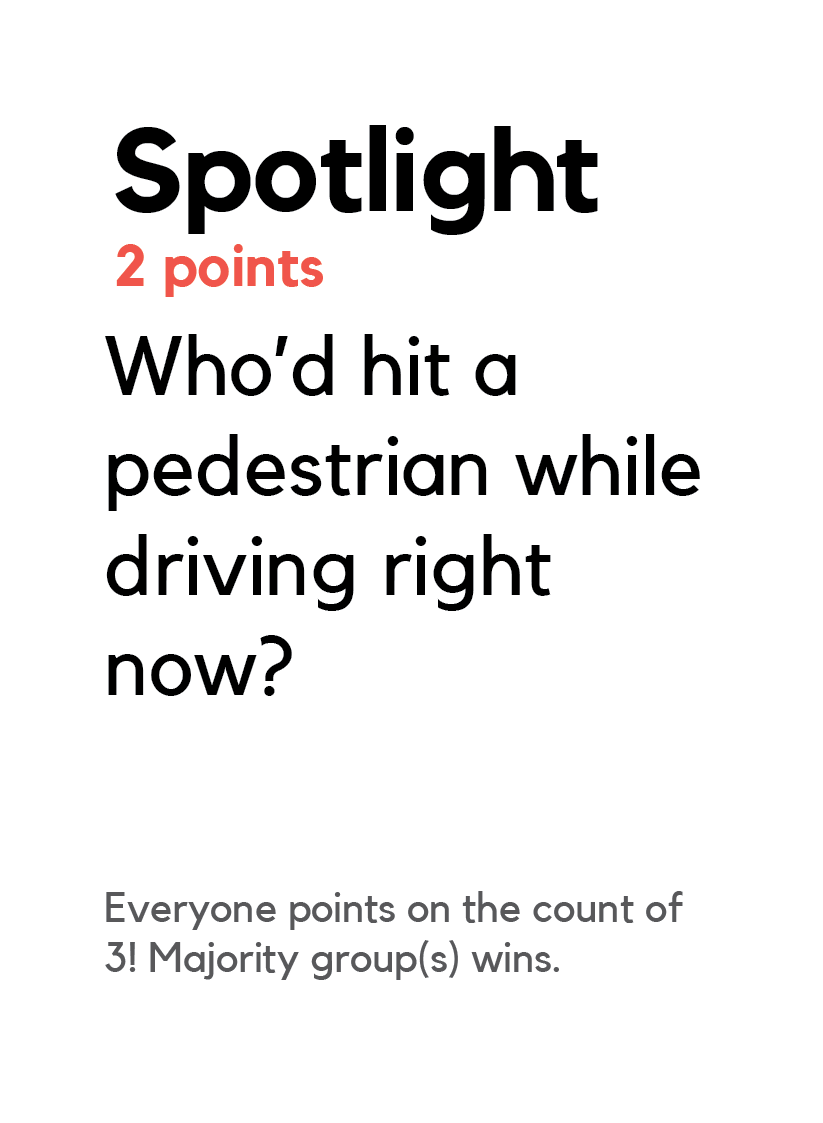 Spotlight
2 points
Who’d hit a
pedestrian while
driving right
now?
Everyone points on the count of
3! Majority group(s) wins.